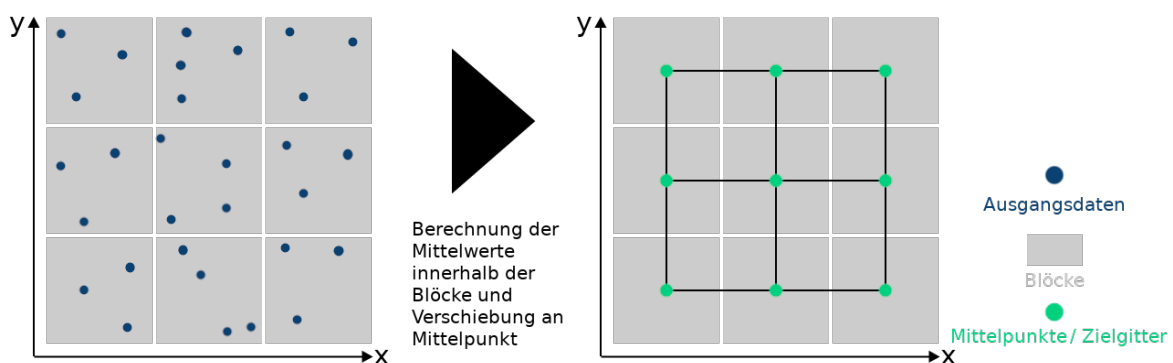 y
x
Berechnung der
Mittelwerte
innerhalb der
Blöcke und
Verschiebung an
Mittelpunkt
y
x
Ausgangsdaten
Blöcke
Mittelpunkte/ Zielgitter